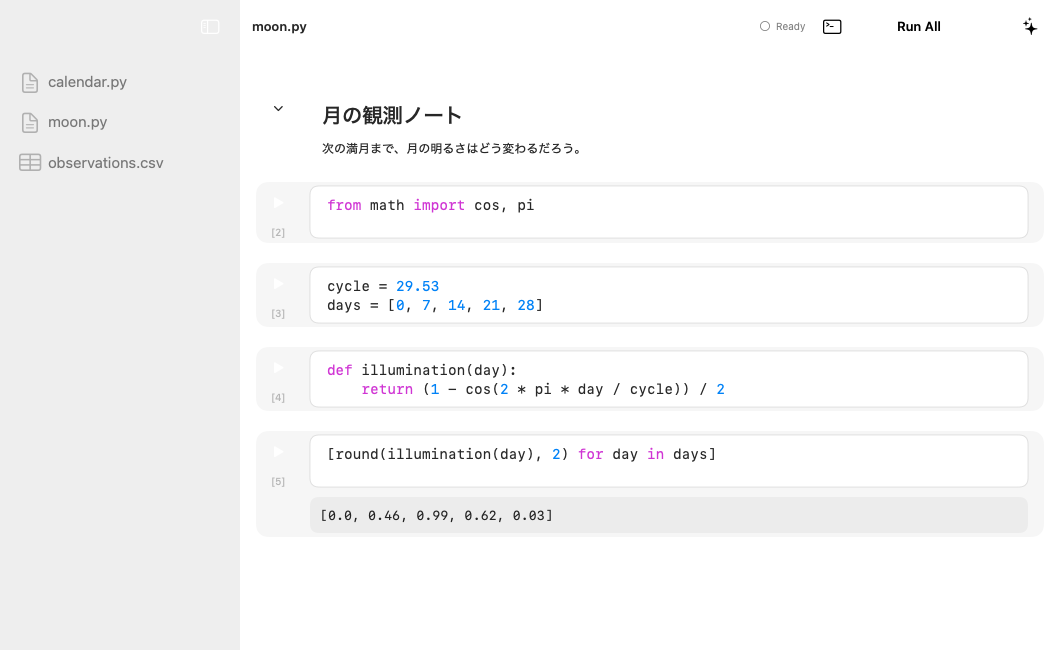 moon.py
Ready
Run All
calendar.py
moon.py
observations.csv
月の観測ノート
次の満月まで、月の明るさはどう変わるだろう。
from math import cos, pi
[2]
cycle = 29.53
days = [0, 7, 14, 21, 28]
[3]
def illumination(day):
    return (1 - cos(2 * pi * day / cycle)) / 2
[4]
[round(illumination(day), 2) for day in days]
[5]
[0.0, 0.46, 0.99, 0.62, 0.03]